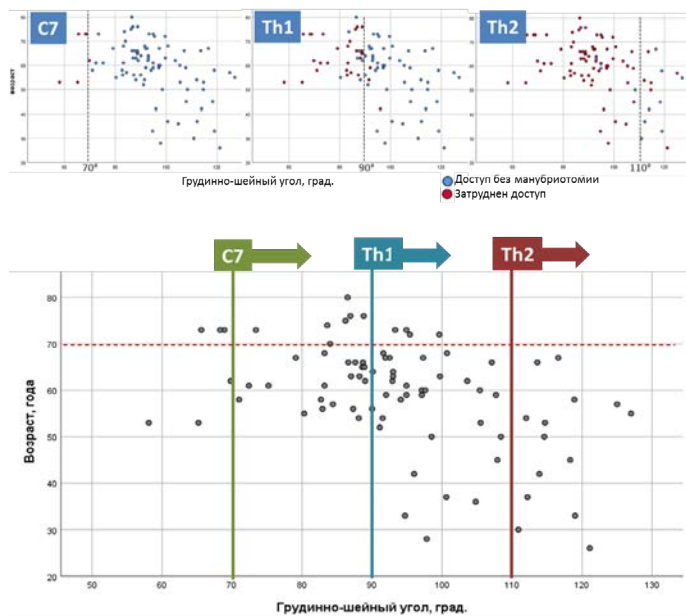 C7
Th1
Th2
возраст
70°
90°
110°
Грудинно-шейный угол, град.
Доступ без манубриотомии
Затруднен доступ
C7
Th1
Th2
Возраст, года
80
70
60
50
40
30
20
50
60
70
80
90
100
110
120
130
Грудинно-шейный угол, град.